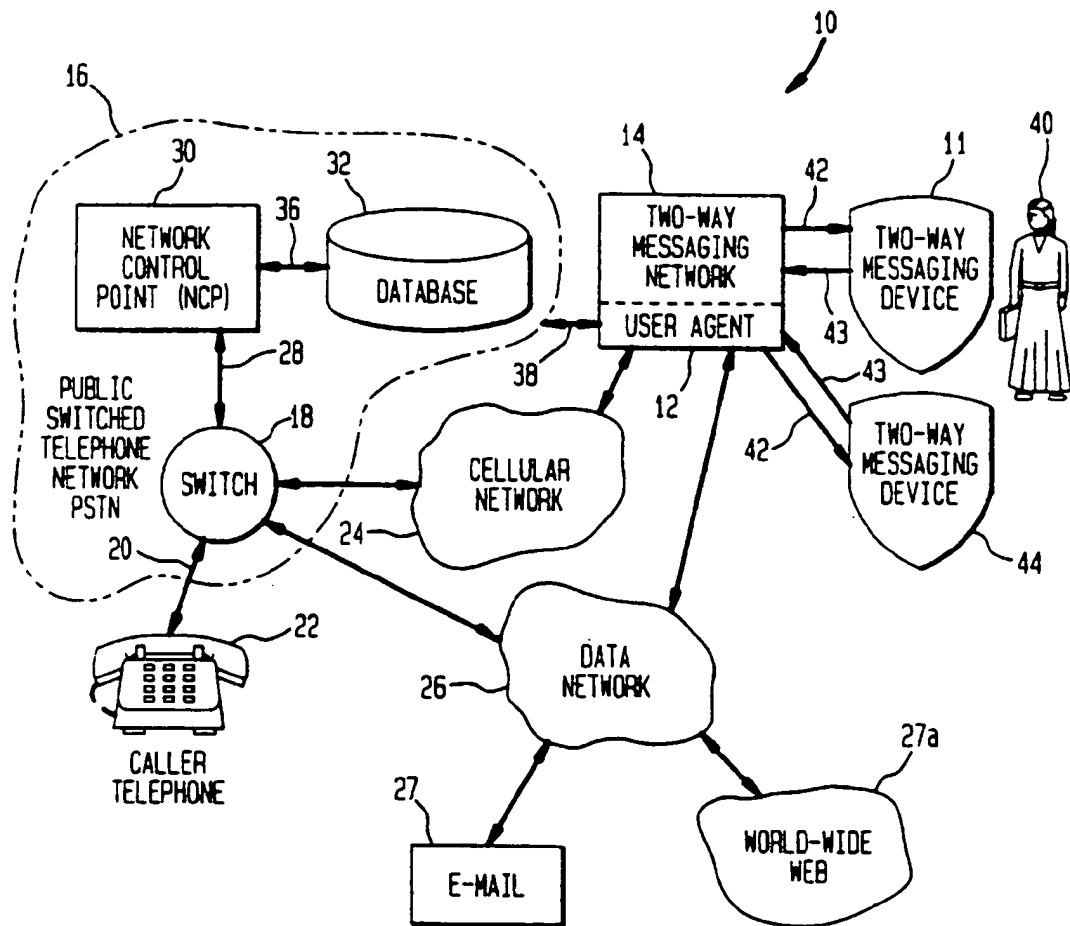 10
16
30
32
14
42
11
40
NETWORK
CONTROL
POINT (NCP)
36
DATABASE
TWO-WAY
MESSAGING
NETWORK
USER AGENT
TWO-WAY
MESSAGING
DEVICE
43
38
12
28
PUBLIC
SWITCHED
TELEPHONE
NETWORK
PSTN
18
SWITCH
CELLULAR
NETWORK
24
42
43
TWO-WAY
MESSAGING
DEVICE
44
20
22
CALLER
TELEPHONE
DATA
NETWORK
26
27
E-MAIL
27a
WORLD-WIDE
WEB